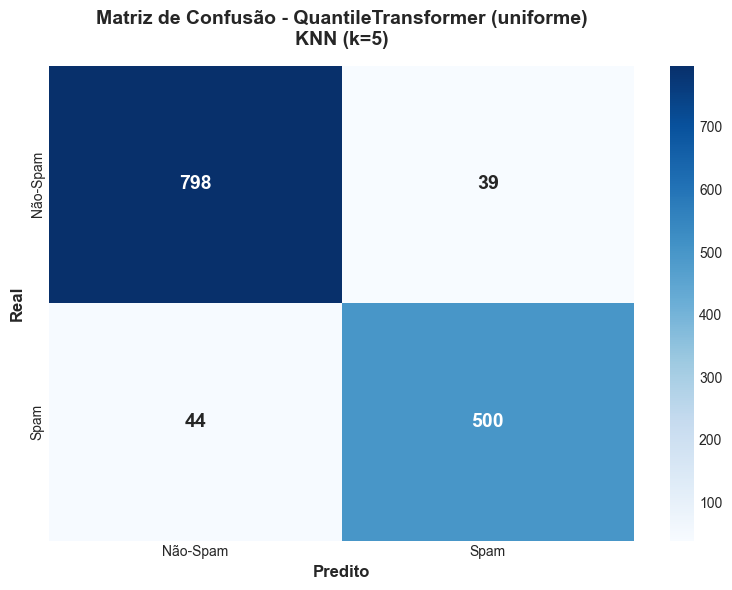 Matriz de Confusão - QuantileTransformer (uniforme)
KNN (k=5)
Não-Spam
798
39
Real
Spam
44
500
Não-Spam
Spam
Predito
700
600
500
400
300
200
100